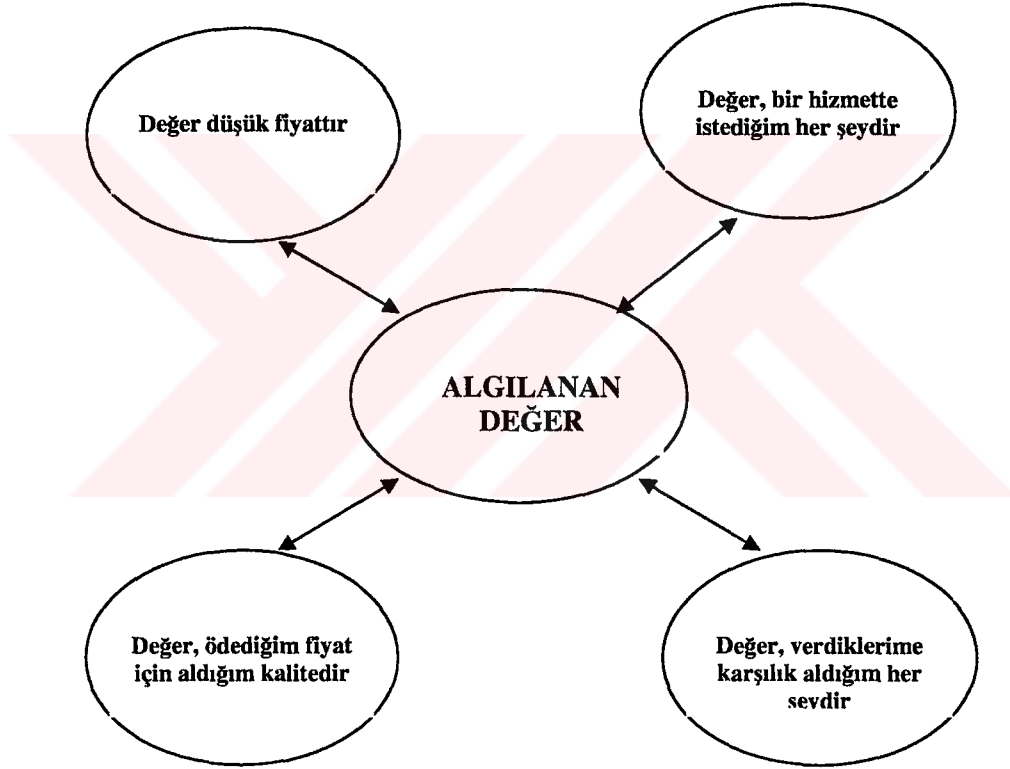 Değer düşük fiyattır
Değer, bir hizmette
istediğim her şeydir
ALGILANAN
DEĞER
Değer, ödediğim fiyat
için aldığım kalitedir
Değer, verdiklerime
karşılık aldığım her
şeydir